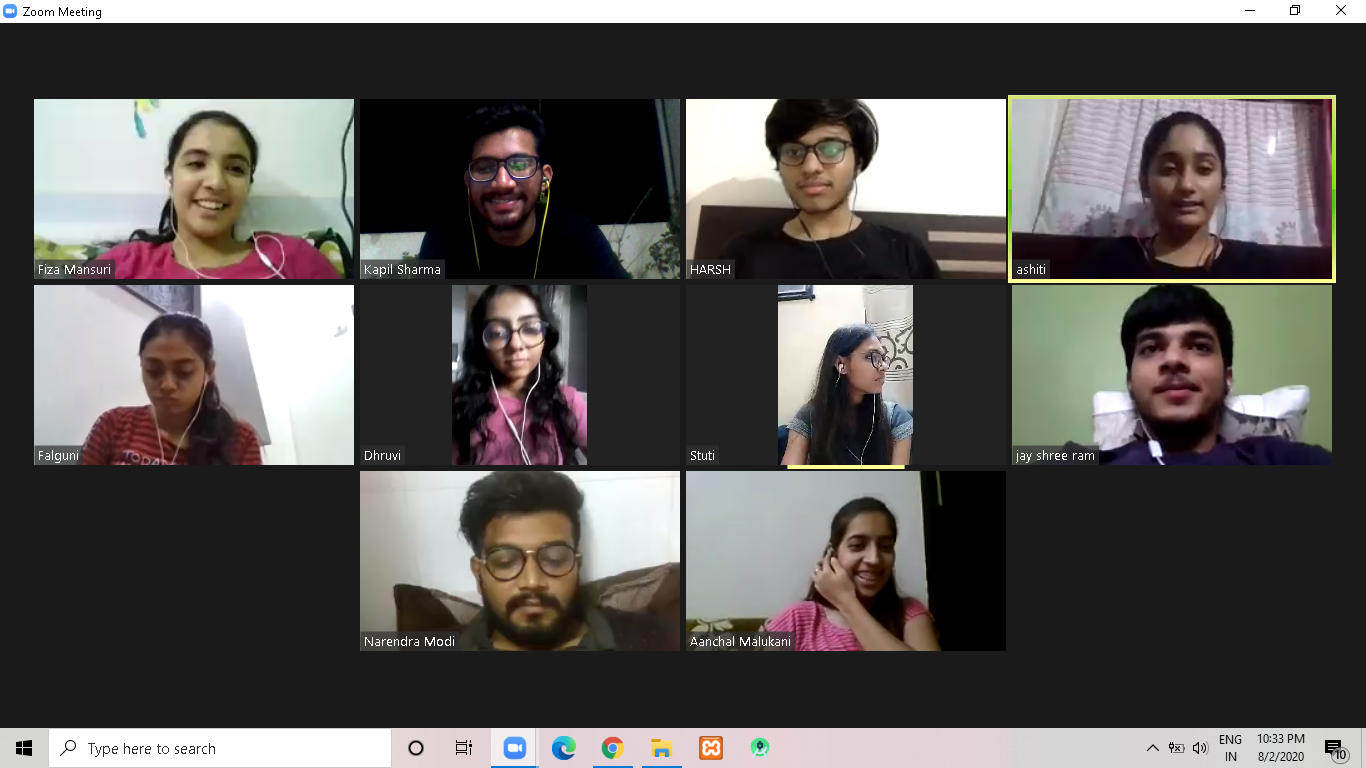 Zoom Meeting
Fiza Mansuri
Kapil Sharma
HARSH
ashiti
Falguni
Dhruvi
Stuti
jay shree ram
Narendra Modi
Aanchal Malukani
Type here to search
ENG
IN
10:33 PM
8/2/2020
10